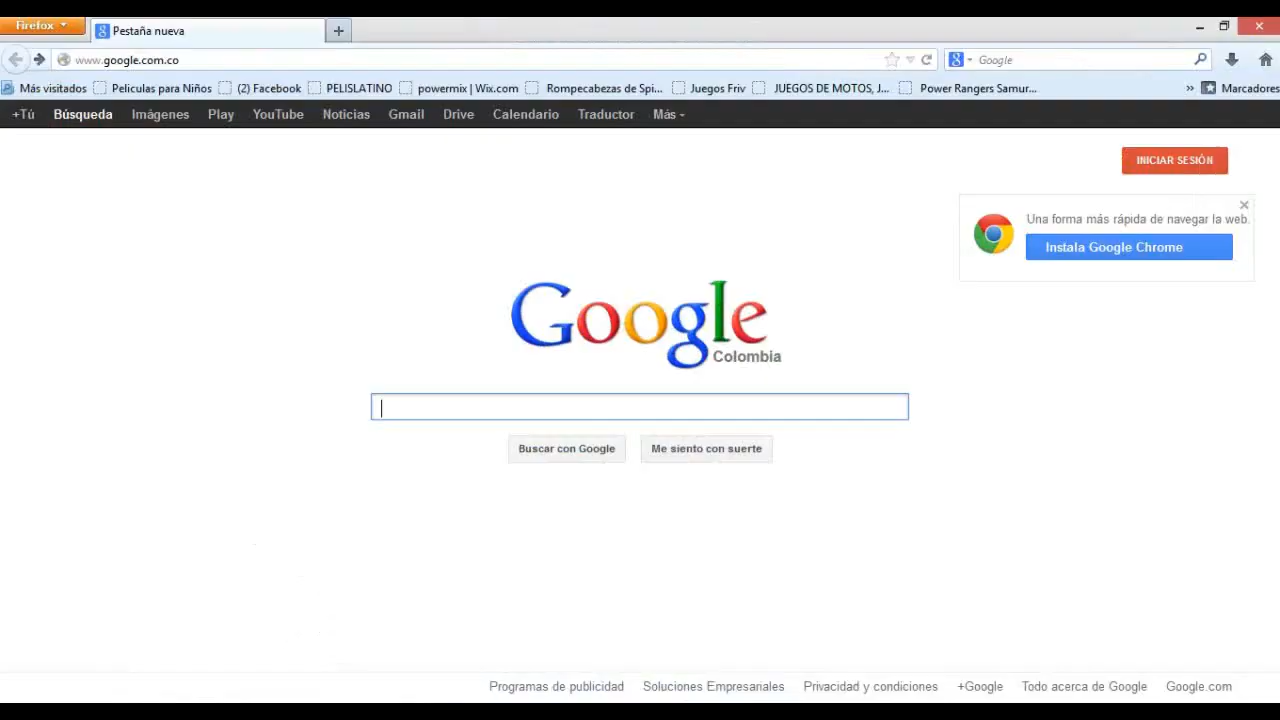 Firefox
Pestaña nueva
www.google.com.co
Google
Más visitados
Peliculas para Niños
(2) Facebook
PELISLATINO
powermix | Wix.com
Rompecabezas de Spi...
Juegos Friv
JUEGOS DE MOTOS, J...
Power Rangers Samur...
» Marcadores
+Tú Búsqueda Imágenes Play YouTube Noticias Gmail Drive Calendario Traductor Más
INICIAR SESIÓN
Una forma más rápida de navegar la web.
Instala Google Chrome
Google
Colombia
Buscar con Google
Me siento con suerte
Programas de publicidad Soluciones Empresariales Privacidad y condiciones +Google Todo acerca de Google Google.com